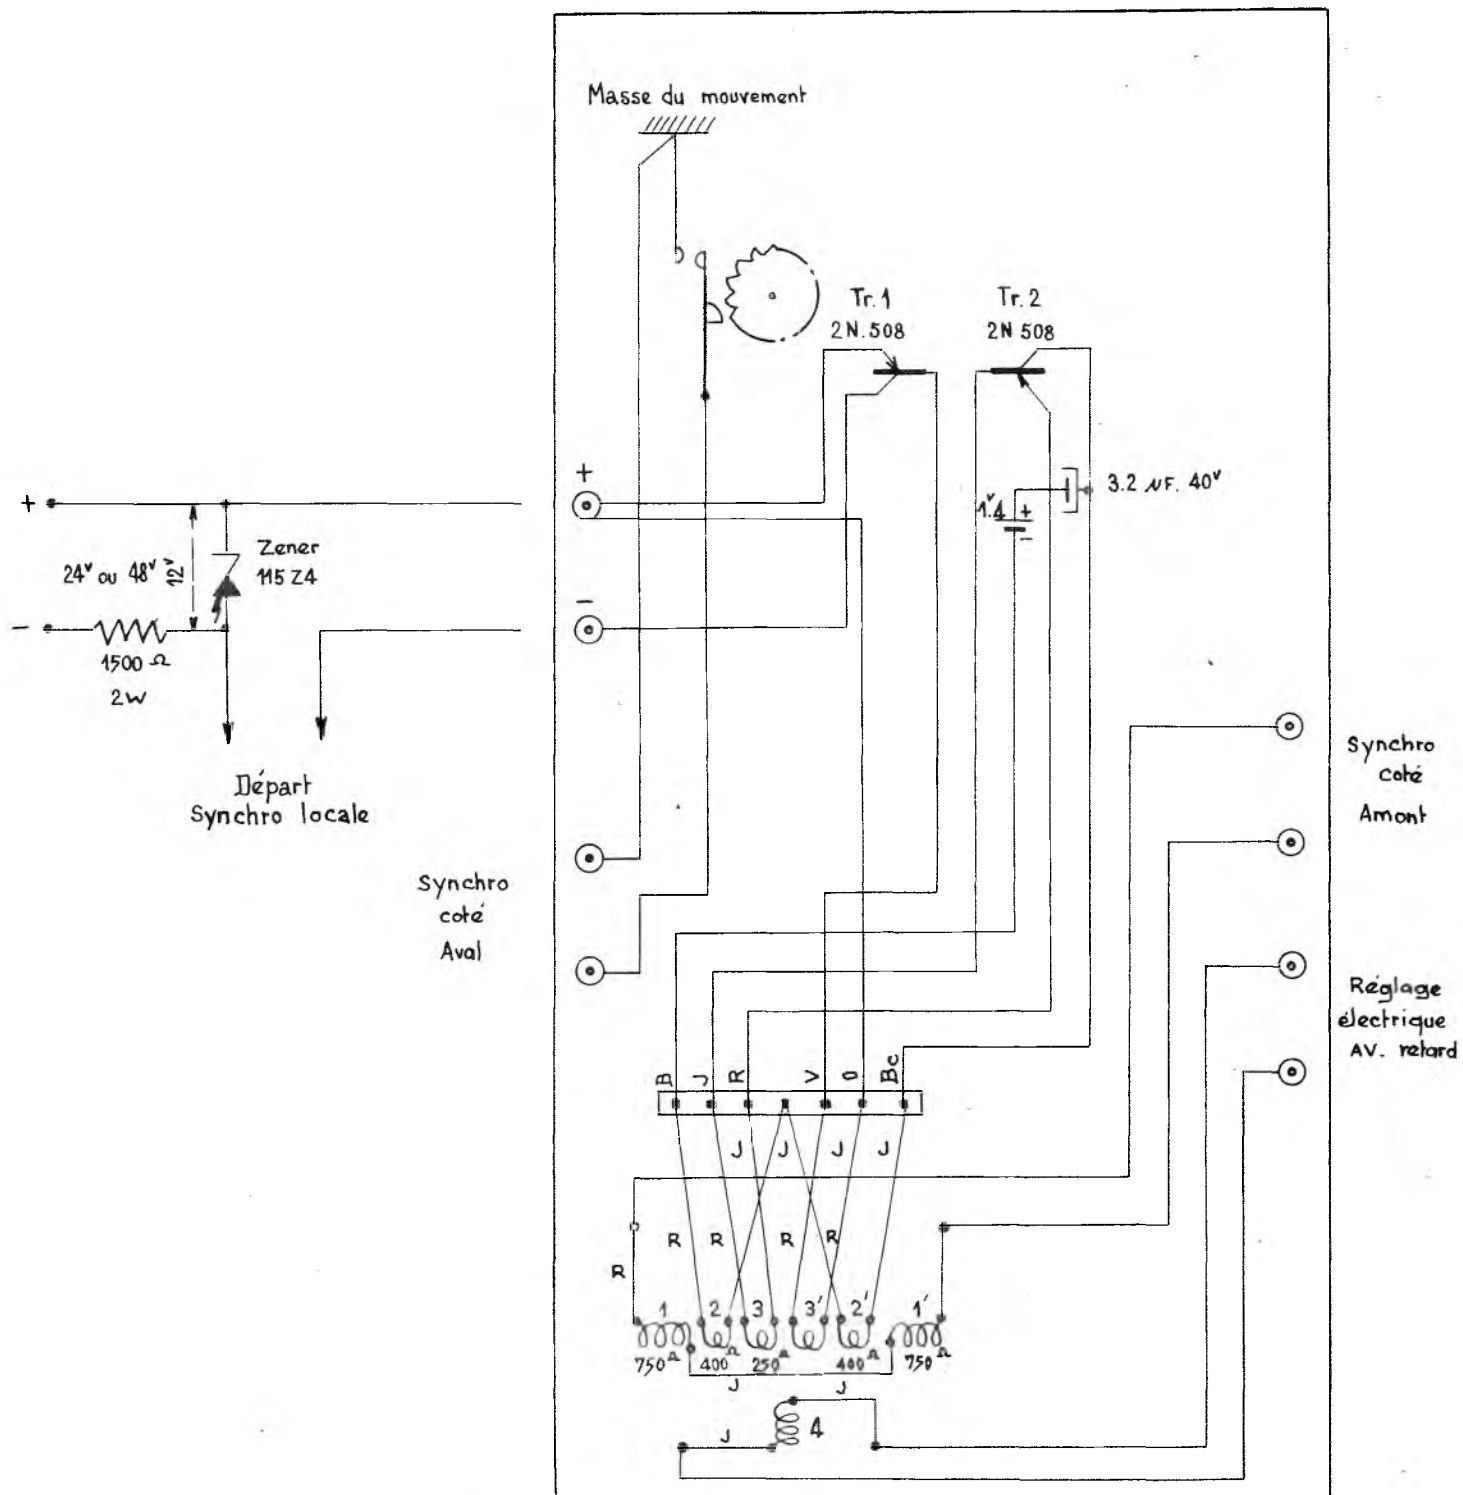 Masse du mouvement
Tr. 1
2N.508
Tr. 2
2N 508
+
3.2 µF. 40v
1.4v
+
-
+
24v ou 48v
12v
Zener
115 Z4
-
-
1500 Ω
2W
Départ
Synchro locale
Synchro
coté
Amont
Synchro
coté
Aval
Réglage
électrique
AV. retard
B J R V O Bc
J J J J
R R R R
R
1 2 3 3' 2' 1'
750Ω 400Ω 250Ω 400Ω 750Ω
J J
4
J